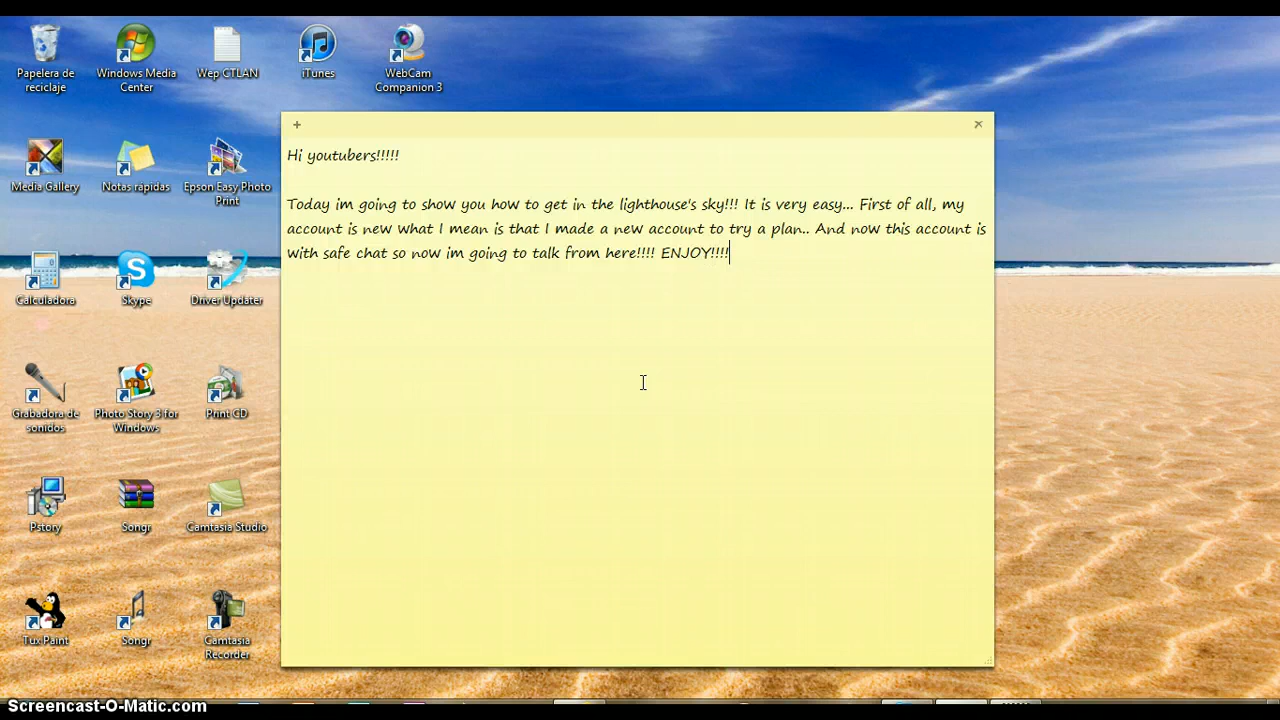 Papelera de
reciclaje
Windows Media
Center
Wep CTLAN
iTunes
WebCam
Companion 3
Media Gallery
Notas rápidas
Epson Easy Photo
Print
Calculadora
Skype
Driver Updater
Grabadora de
sonidos
Photo Story 3 for
Windows
Print CD
Pstory
Songr
Camtasia Studio
Tux Paint
Songr
Camtasia
Recorder
Hi youtubers!!!!!
Today im going to show you how to get in the lighthouse's sky!!! It is very easy... First of all, my
account is new what I mean is that I made a new account to try a plan.. And now this account is
with safe chat so now im going to talk from here!!!! ENJOY!!!!
Screencast-O-Matic.com